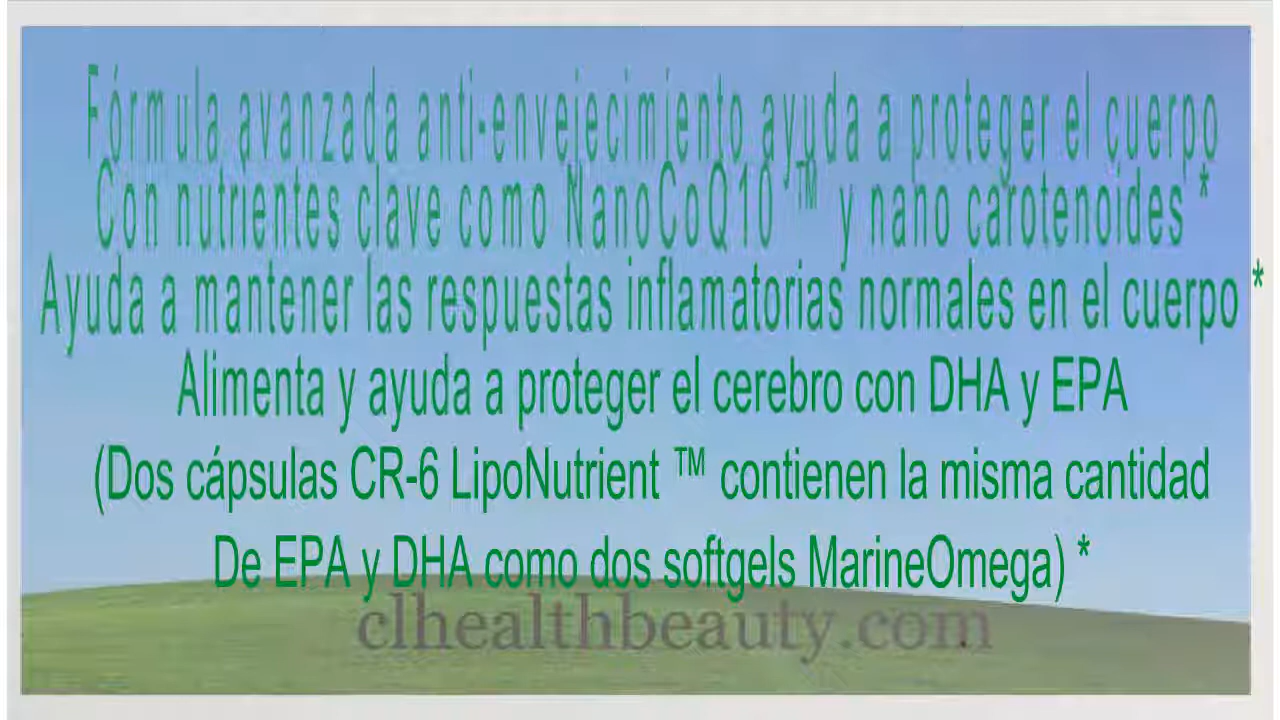 Fórmula avanzada anti-envejecimiento ayuda a proteger el cuerpo
Con nutrientes clave como NanoCoQ10 ™ y nano carotenoides *
Ayuda a mantener las respuestas inflamatorias normales en el cuerpo *
Alimenta y ayuda a proteger el cerebro con DHA y EPA
(Dos cápsulas CR-6 LipoNutrient ™ contienen la misma cantidad
De EPA y DHA como dos softgels MarineOmega) *
clhealthbeauty.com